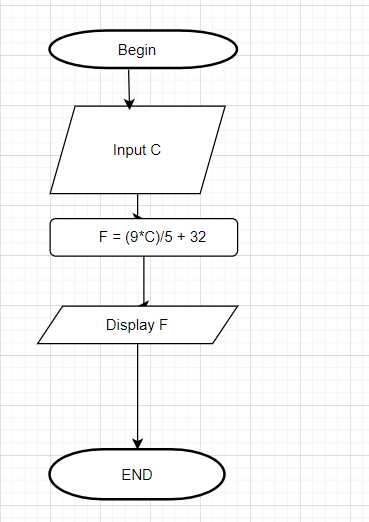 Begin
Input C
F = (9*C)/5 + 32
Display F
END